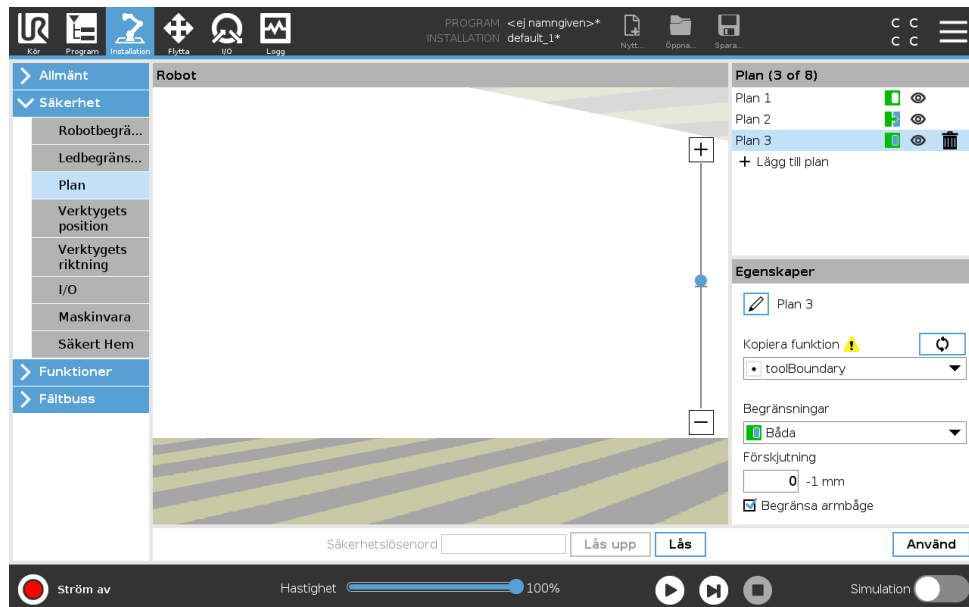 PROGRAM <ej namngiven>*
INSTALLATION default_1*
Kör Program Installation Flytta I/O Logg Nytt... Öppna... Spara...
C C
C C
Allmänt
Säkerhet
Robotbegrä...
Ledbegräns...
Plan
Verktygets
position
Verktygets
riktning
I/O
Maskinvara
Säkert Hem
Funktioner
Fältbuss
Robot
Plan (3 of 8)
Plan 1
Plan 2
Plan 3
Lägg till plan
Egenskaper
Plan 3
Kopiera funktion
toolBoundary
Begränsningar
Båda
Förskjutning
0 -1 mm
Begränsa armbåge
Säkerhetslösenord Lås upp Lås Använd
Ström av Hastighet 100% Simulation